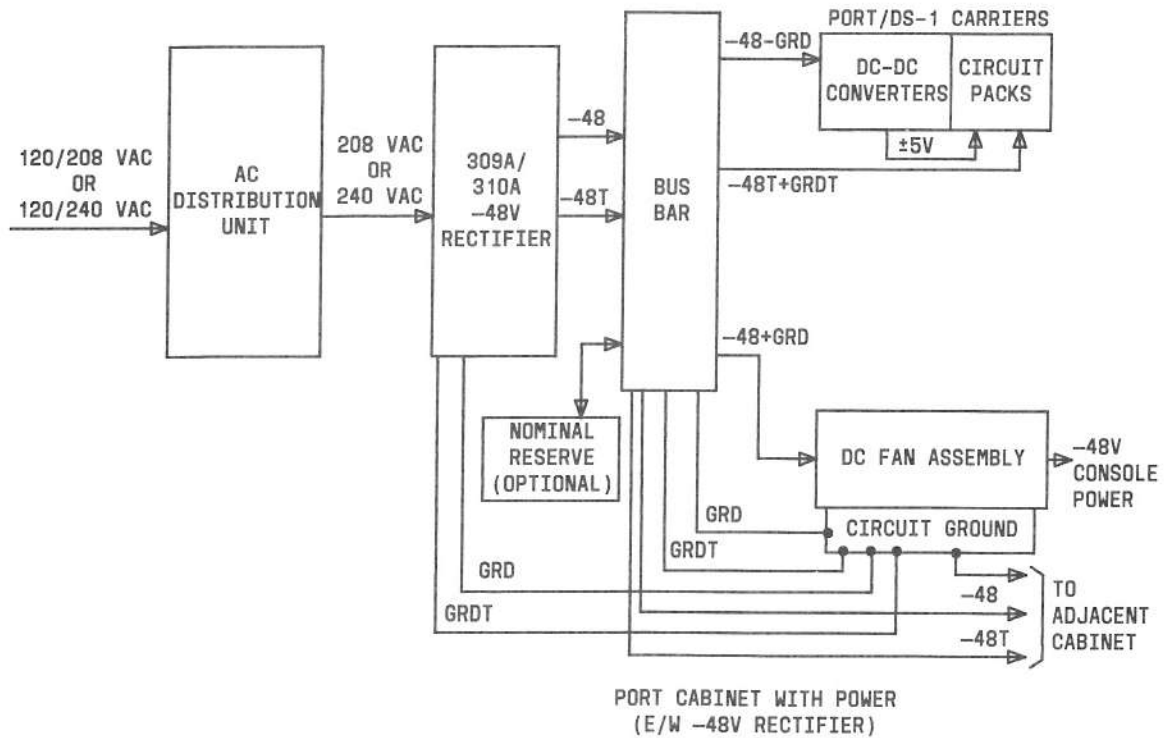 PORT/DS-1 CARRIERS
-48-GRD
DC-DC
CONVERTERS
CIRCUIT
PACKS
±5V
-48T+GRDT
120/208 VAC
OR
120/240 VAC
AC
DISTRIBUTION
UNIT
208 VAC
OR
240 VAC
309A/
310A
-48V
RECTIFIER
-48
-48T
BUS
BAR
-48+GRD
NOMINAL
RESERVE
(OPTIONAL)
DC FAN ASSEMBLY
-48V
CONSOLE
POWER
CIRCUIT GROUND
GRD
GRDT
GRD
GRDT
-48
-48T
TO
ADJACENT
CABINET
PORT CABINET WITH POWER
(E/W -48V RECTIFIER)